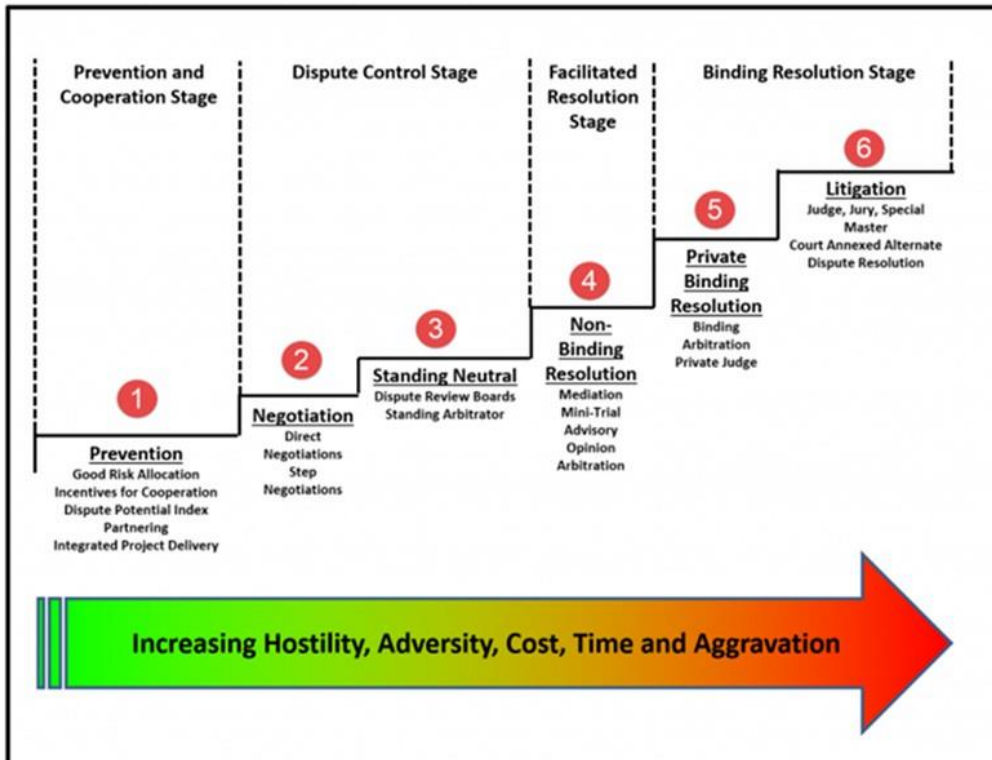 Prevention and
Cooperation Stage
Dispute Control Stage
Facilitated
Resolution
Stage
Binding Resolution Stage
1
Prevention
Good Risk Allocation
Incentives for Cooperation
Dispute Potential Index
Partnering
Integrated Project Delivery
2
Negotiation
Direct
Negotiations
Step
Negotiations
3
Standing Neutral
Dispute Review Boards
Standing Arbitrator
4
Non-
Binding
Resolution
Mediation
Mini-Trial
Advisory
Opinion
Arbitration
5
Private
Binding
Resolution
Binding
Arbitration
Private Judge
6
Litigation
Judge, Jury, Special
Master
Court Annexed Alternate
Dispute Resolution
Increasing Hostility, Adversity, Cost, Time and Aggravation